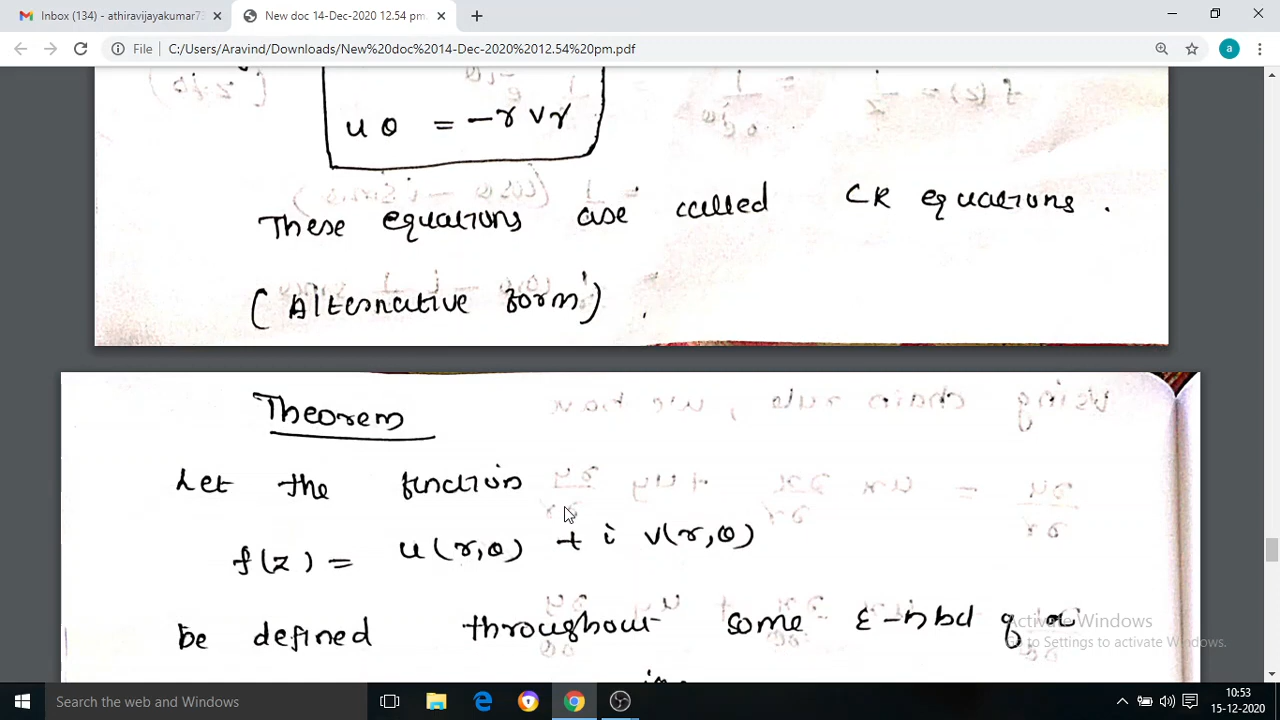 Inbox (134) - athiravijayakumar7
New doc 14-Dec-2020 12.54 pm.p
File C:/Users/Aravind/Downloads/New%20doc%2014-Dec-2020%2012.54%20pm.pdf
a
uθ = -r vr
These equations are called CR equations.
(Alternative form).
Theorem
Let the function
f(z) = u(r,θ) + i v(r,θ)
be defined throughout some ε-nbd of a
Activate Windows
Go to Settings to activate Windows.
Search the web and Windows
10:53
15-12-2020